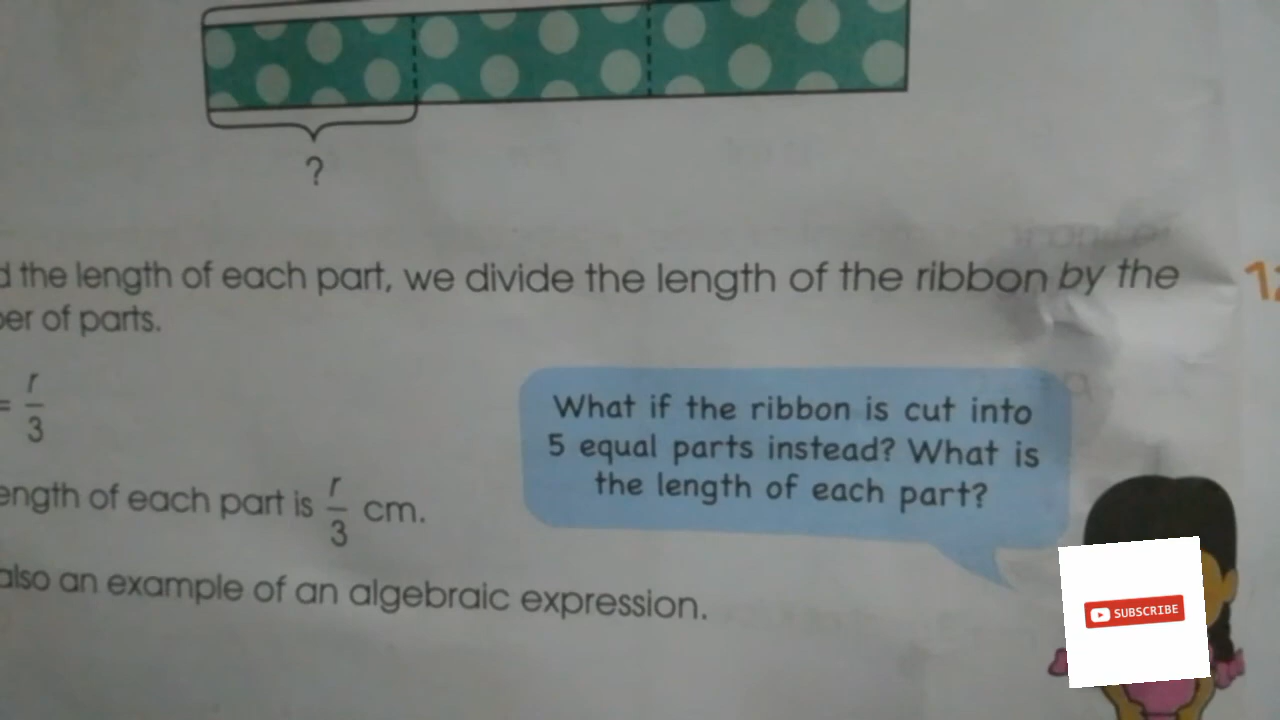 ?
the length of each part, we divide the length of the ribbon by the
of parts.
= r/3
length of each part is r/3 cm.
also an example of an algebraic expression.
What if the ribbon is cut into
5 equal parts instead? What is
the length of each part?
SUBSCRIBE